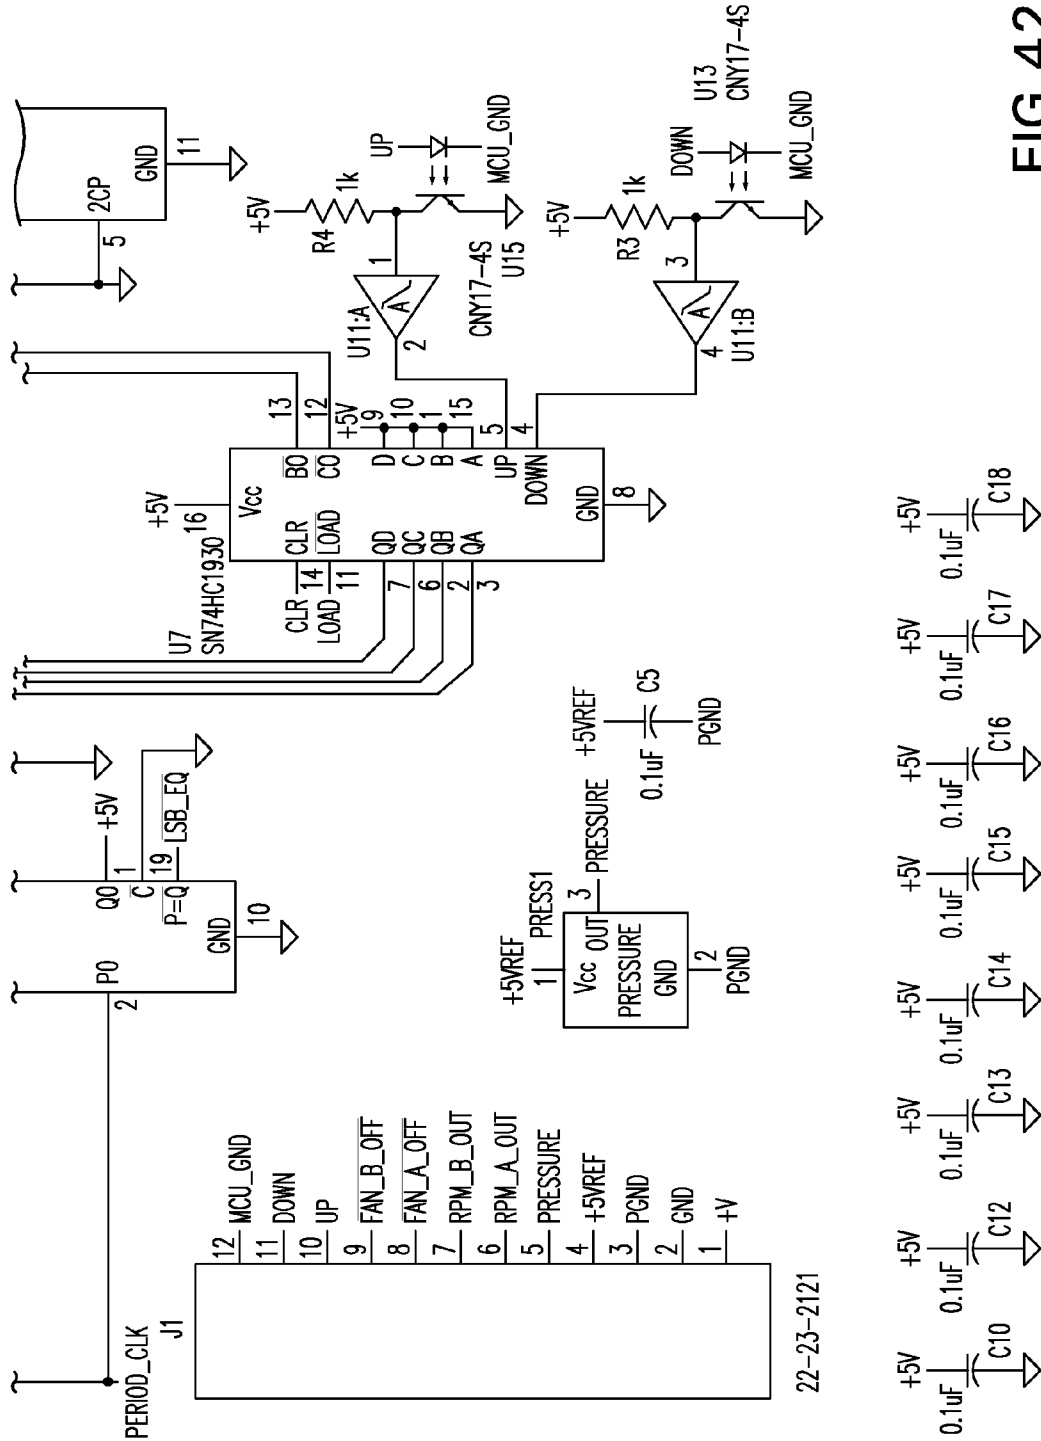 2CP
5
GND
11
+5V
R4
1k
UP
MCU_GND
1
U11:A
2
CNY17-4S
U15
+5V
R3
1k
DOWN
U13
CNY17-4S
MCU_GND
3
U11:B
4
U7
SN74HC1930
+5V
16
Vcc
BO
13
CO
12
+5V
D
9
C
10
B
1
A
15
UP
5
DOWN
4
GND
8
CLR
14
CLR
LOAD
11
LOAD
QD
7
QC
6
QB
2
QA
3
P0
2
Q0
+5V
C
1
P=Q
19
LSB_EQ
GND
10
PERIOD_CLK
+5VREF
1
PRESS1
Vcc
OUT
3
PRESSURE
PRESSURE
GND
2
PGND
+5VREF
0.1uF
C5
PGND
J1
12 MCU_GND
11 DOWN
10 UP
9 FAN_B_OFF
8 FAN_A_OFF
7 RPM_B_OUT
6 RPM_A_OUT
5 PRESSURE
4 +5VREF
3 PGND
2 GND
1 +V
22-23-2121
+5V
0.1uF
C10
+5V
0.1uF
C12
+5V
0.1uF
C13
+5V
0.1uF
C14
+5V
0.1uF
C15
+5V
0.1uF
C16
+5V
0.1uF
C17
+5V
0.1uF
C18
FIG.42